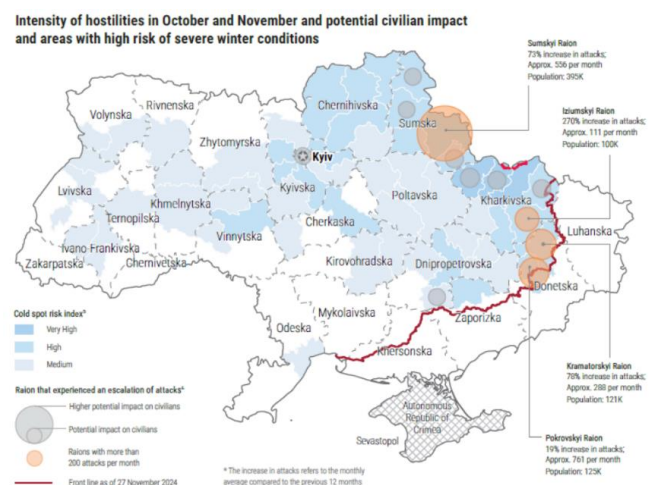 Intensity of hostilities in October and November and potential civilian impact
and areas with high risk of severe winter conditions
Sumskyi Raion
73% increase in attacks;
Approx. 556 per month
Population: 395K
Iziumskyi Raion
270% increase in attacks;
Approx. 111 per month
Population: 100K
Volynska
Rivnenska
Chernihivska
Sumska
Zhytomyrska
Kyiv
Lvivska
Kyivska
Poltavska
Kharkivska
Khmelnytska
Ternopilska
Cherkaska
Luhanska
Vinnytska
Ivano-Frankivska
Zakarpatska
Chernivetska
Kirovohradska
Dnipropetrovska
Donetska
Mykolaivska
Zaporizka
Odeska
Khersonska
Autonomous
Republic of
Crimea
Sevastopol
Cold spot risk index
Very High
High
Medium
Raion that experienced an escalation of attacks
Higher potential impact on civilians
Potential impact on civilians
Raions with more than
200 attacks per month
Front line as of 27 November 2024
Kramatorskyi Raion
78% increase in attacks;
Approx. 288 per month
Population: 121K
Pokrovskyi Raion
19% increase in attacks;
Approx. 761 per month
Population: 125K
* The increase in attacks refers to the monthly
average compared to the previous 12 months